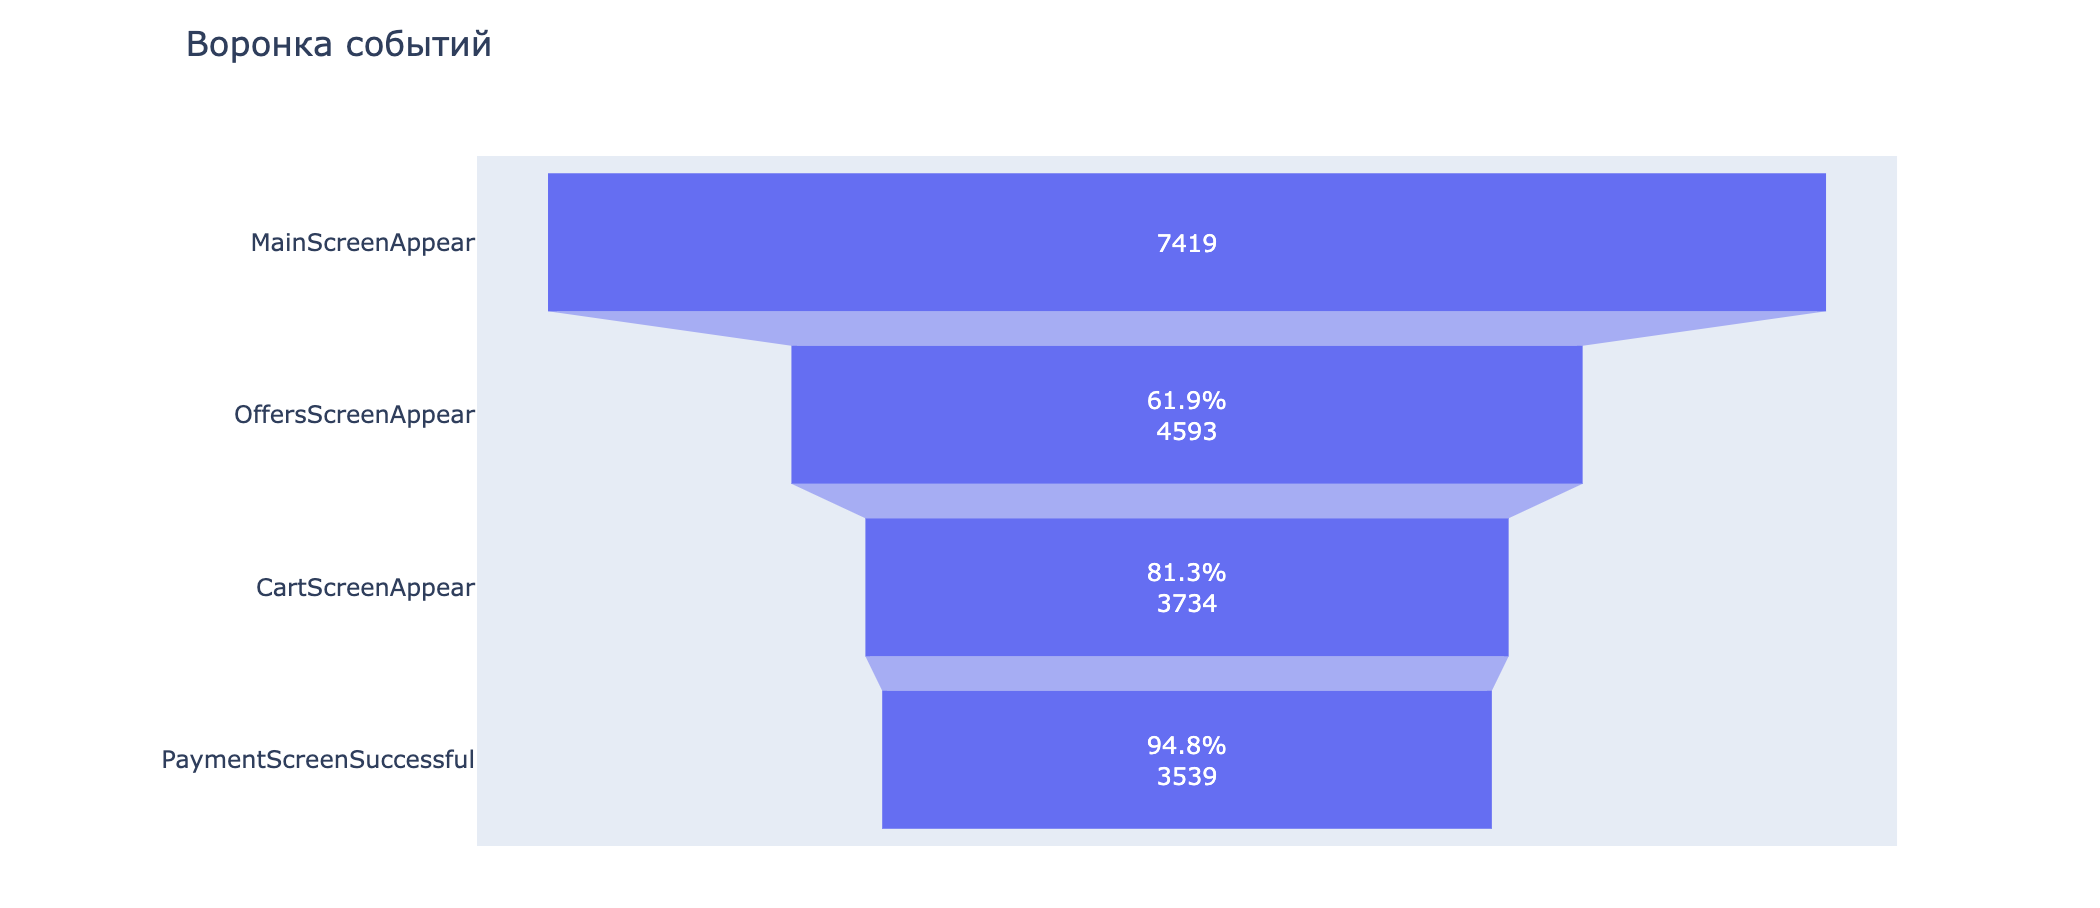 Воронка событий
MainScreenAppear
7419
OffersScreenAppear
61.9%
4593
CartScreenAppear
81.3%
3734
PaymentScreenSuccessful
94.8%
3539